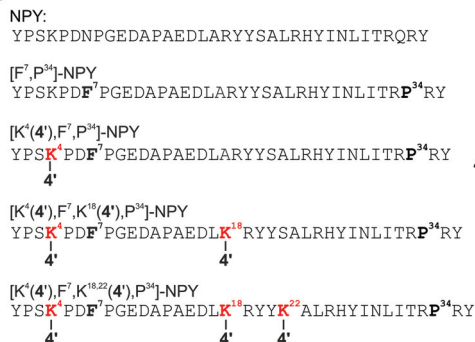 NPY:
YPSKPDNPGEDAPAEDLARYYSALRHYINLITRQRY
[F⁷,P³⁴]-NPY
YPSKPDF⁷PGEDAPAEDLARYYSALRHYINLITRP³⁴RY
[K⁴(4'),F⁷,P³⁴]-NPY
YPSK⁴PDF⁷PGEDAPAEDLARYYSALRHYINLITRP³⁴RY
4'
[K⁴(4'),F⁷,K¹⁸(4'),P³⁴]-NPY
YPSK⁴PDF⁷PGEDAPAEDLK¹⁸RYYSALRHYINLITRP³⁴RY
4' 4'
[K⁴(4'),F⁷,K¹⁸,²²(4'),P³⁴]-NPY
YPSK⁴PDF⁷PGEDAPAEDLK¹⁸RYYK²²ALRHYINLITRP³⁴RY
4' 4' 4'